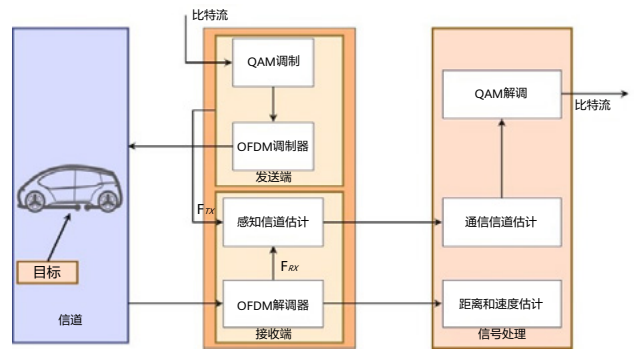 比特流
QAM调制
OFDM调制器
发送端
F_TX
感知信道估计
F_RX
OFDM解调器
接收端
目标
信道
QAM解调
比特流
通信信道估计
距离和速度估计
信号处理